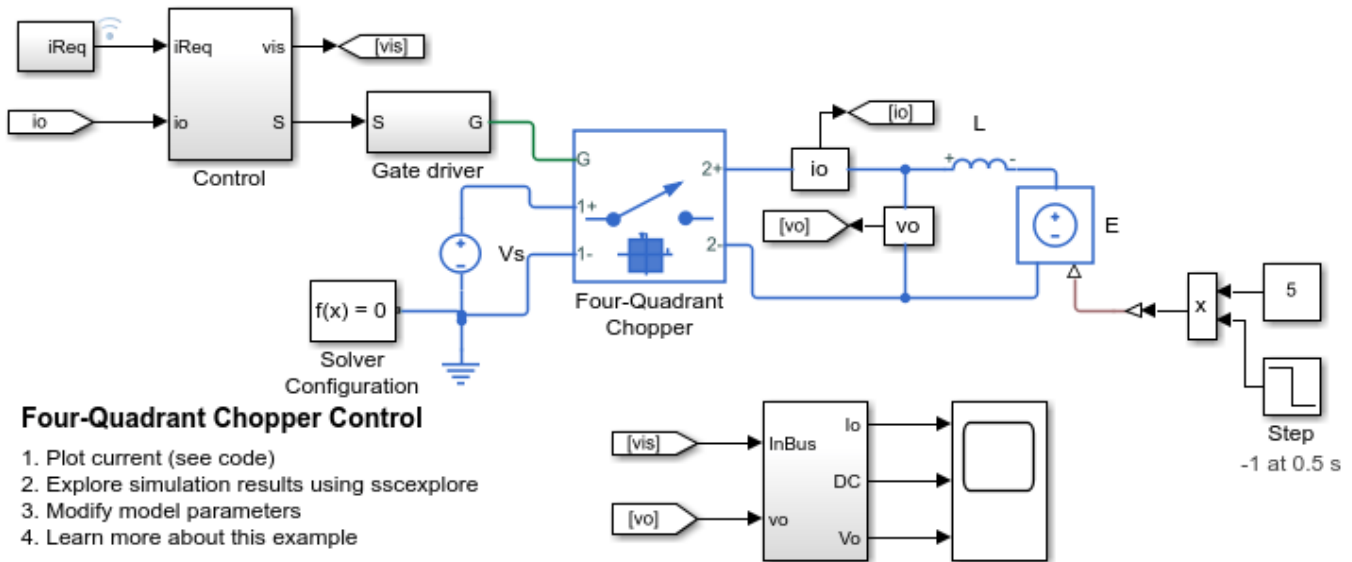 iReq
iReq
vis
[vis]
io
io
S
Control
S
G
Gate driver
G
1+
1-
2+
2-
Four-Quadrant
Chopper
Vs
+
-
f(x) = 0
Solver
Configuration
[io]
io
[vo]
vo
L
+
-
+
-
E
x
5
Step
-1 at 0.5 s
Four-Quadrant Chopper Control
1. Plot current (see code)
2. Explore simulation results using sscexplore
3. Modify model parameters
4. Learn more about this example
[vis]
[vo]
InBus
vo
Io
DC
Vo